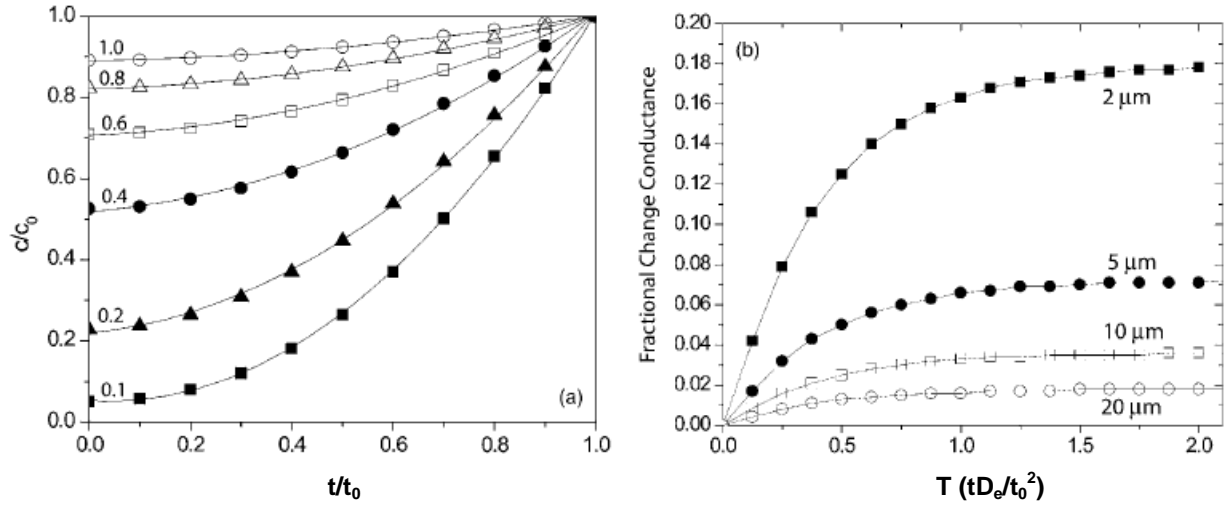 1.0
0.8
0.6
0.4
0.2
0.0
c/c₀
1.0
0.8
0.6
0.4
0.2
0.1
(a)
0.0 0.2 0.4 0.6 0.8 1.0
t/t₀
0.20
0.18
0.16
0.14
0.12
0.10
0.08
0.06
0.04
0.02
0.00
Fractional Change Conductance
(b)
2 µm
5 µm
10 µm
20 µm
0.0 0.5 1.0 1.5 2.0
T (tDₑ/t₀²)